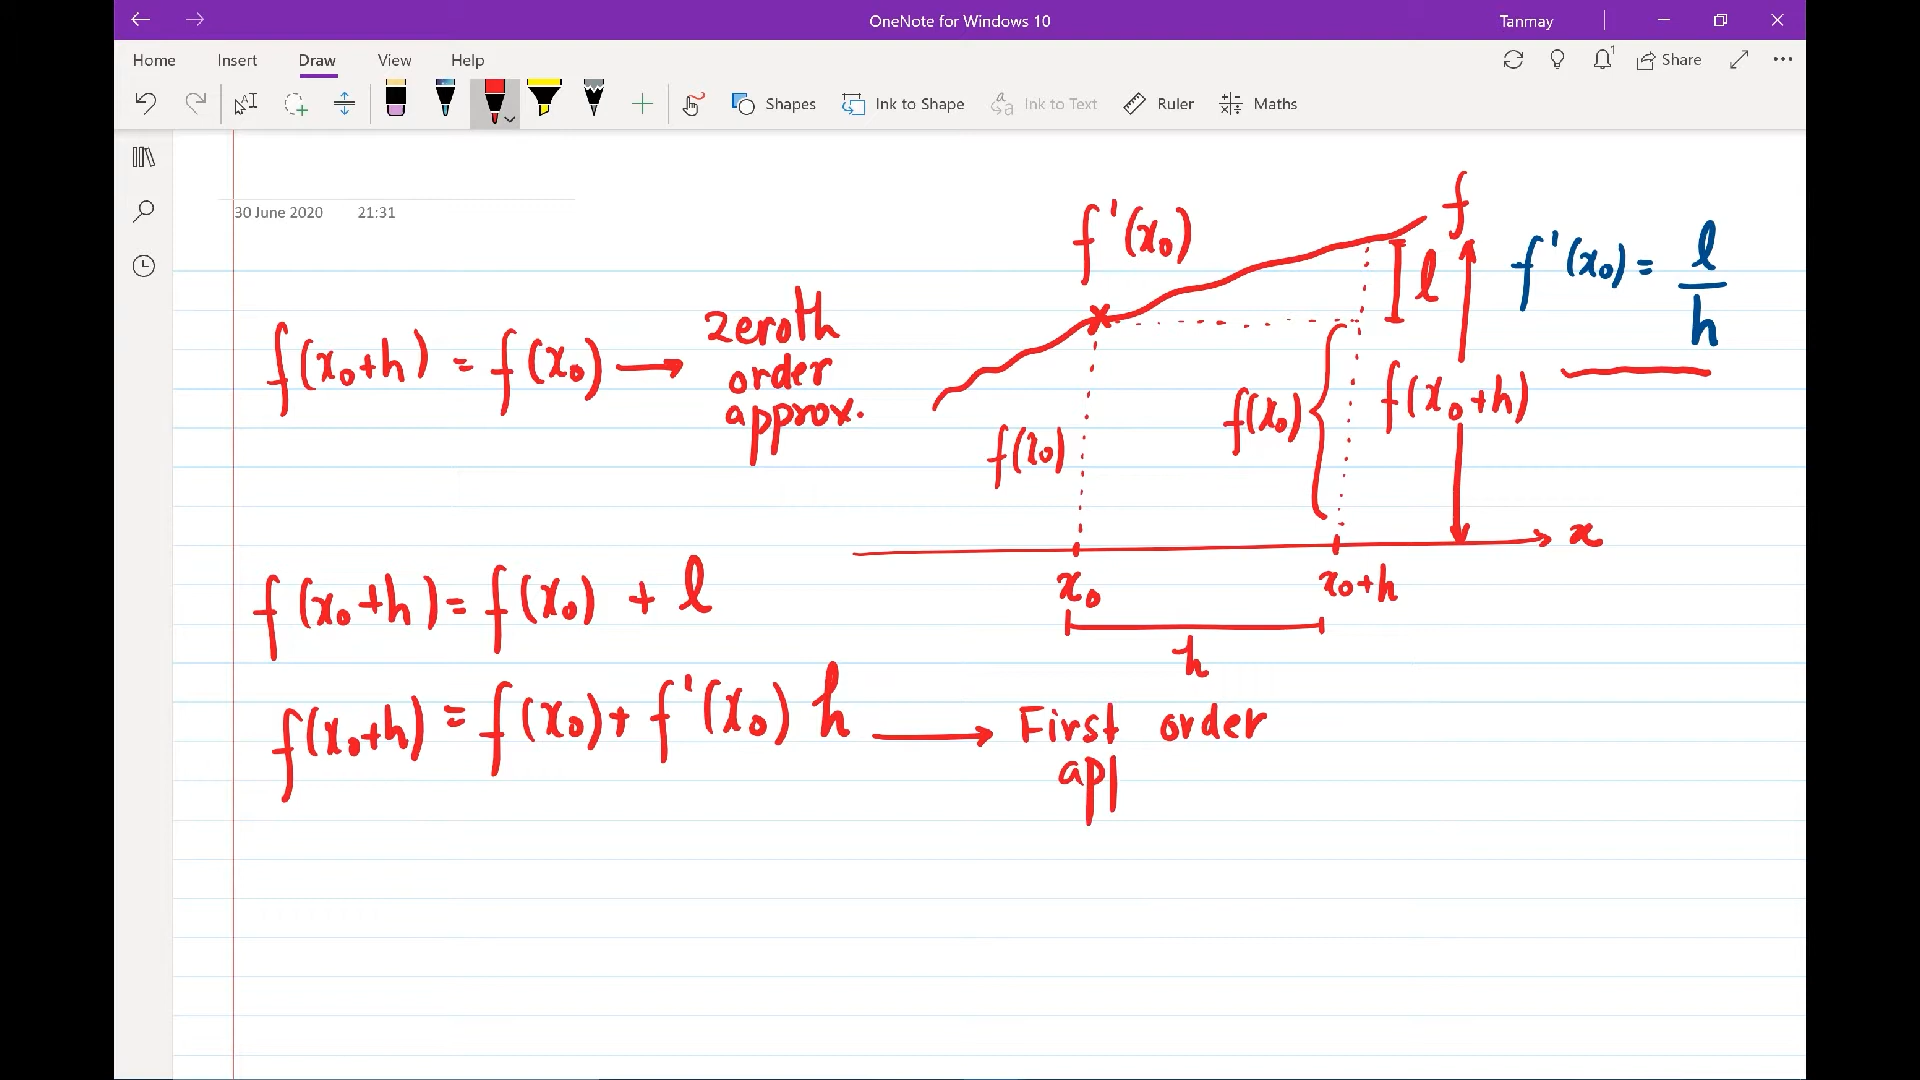 OneNote for Windows 10
Tanmay
Home Insert Draw View Help
1
Share
Shapes
Ink to Shape
Ink to Text
Ruler
Maths
30 June 2020 21:31
f(x₀+h) = f(x₀) → zeroth
order
approx.
f'(x₀)
f
l
f'(x₀) = l/h
f(x₀)
f(x₀)
f(x₀+h)
x
x₀
x₀+h
h
f(x₀+h) = f(x₀) + l
f(x₀+h) = f(x₀) + f'(x₀) h → First order
app